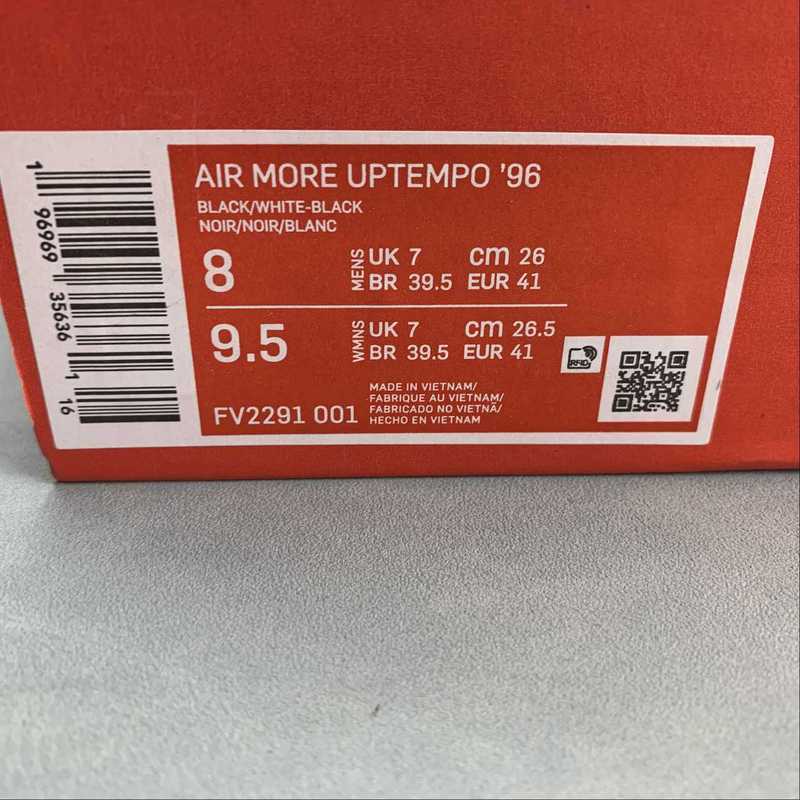 AIR MORE UPTEMPO '96
BLACK/WHITE-BLACK
NOIR/NOIR/BLANC
8 MENS UK 7 cm 26
BR 39.5 EUR 41
9.5 WMNS UK 7 cm 26.5
BR 39.5 EUR 41
RFID
FV2291 001
MADE IN VIETNAM/
FABRIQUE AU VIETNAM/
FABRICADO NO VIETNÃ/
HECHO EN VIETNAM
1 96969 35636 1 16